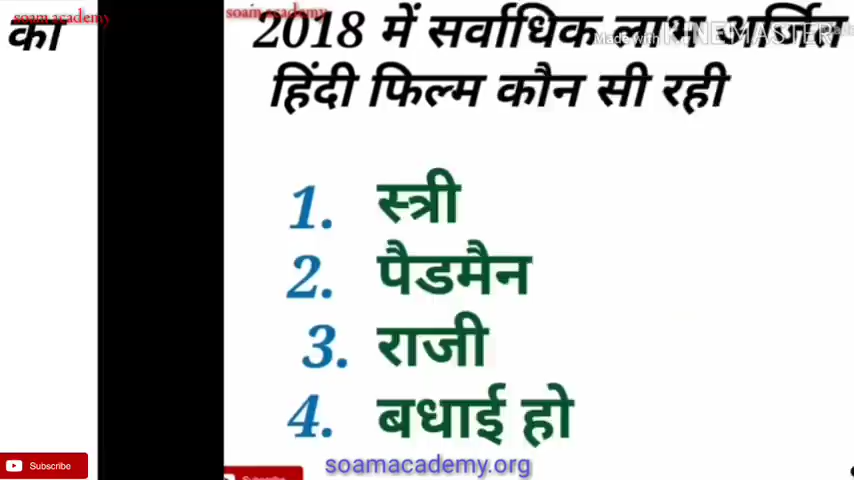 soam academy
का
soam academy
2018 में सर्वाधिक लाभ अर्जित
Made with KINEMASTER
हिंदी फिल्म कौन सी रही
1. स्त्री
2. पैडमैन
3. राजी
4. बधाई हो
Subscribe
soamacademy.org